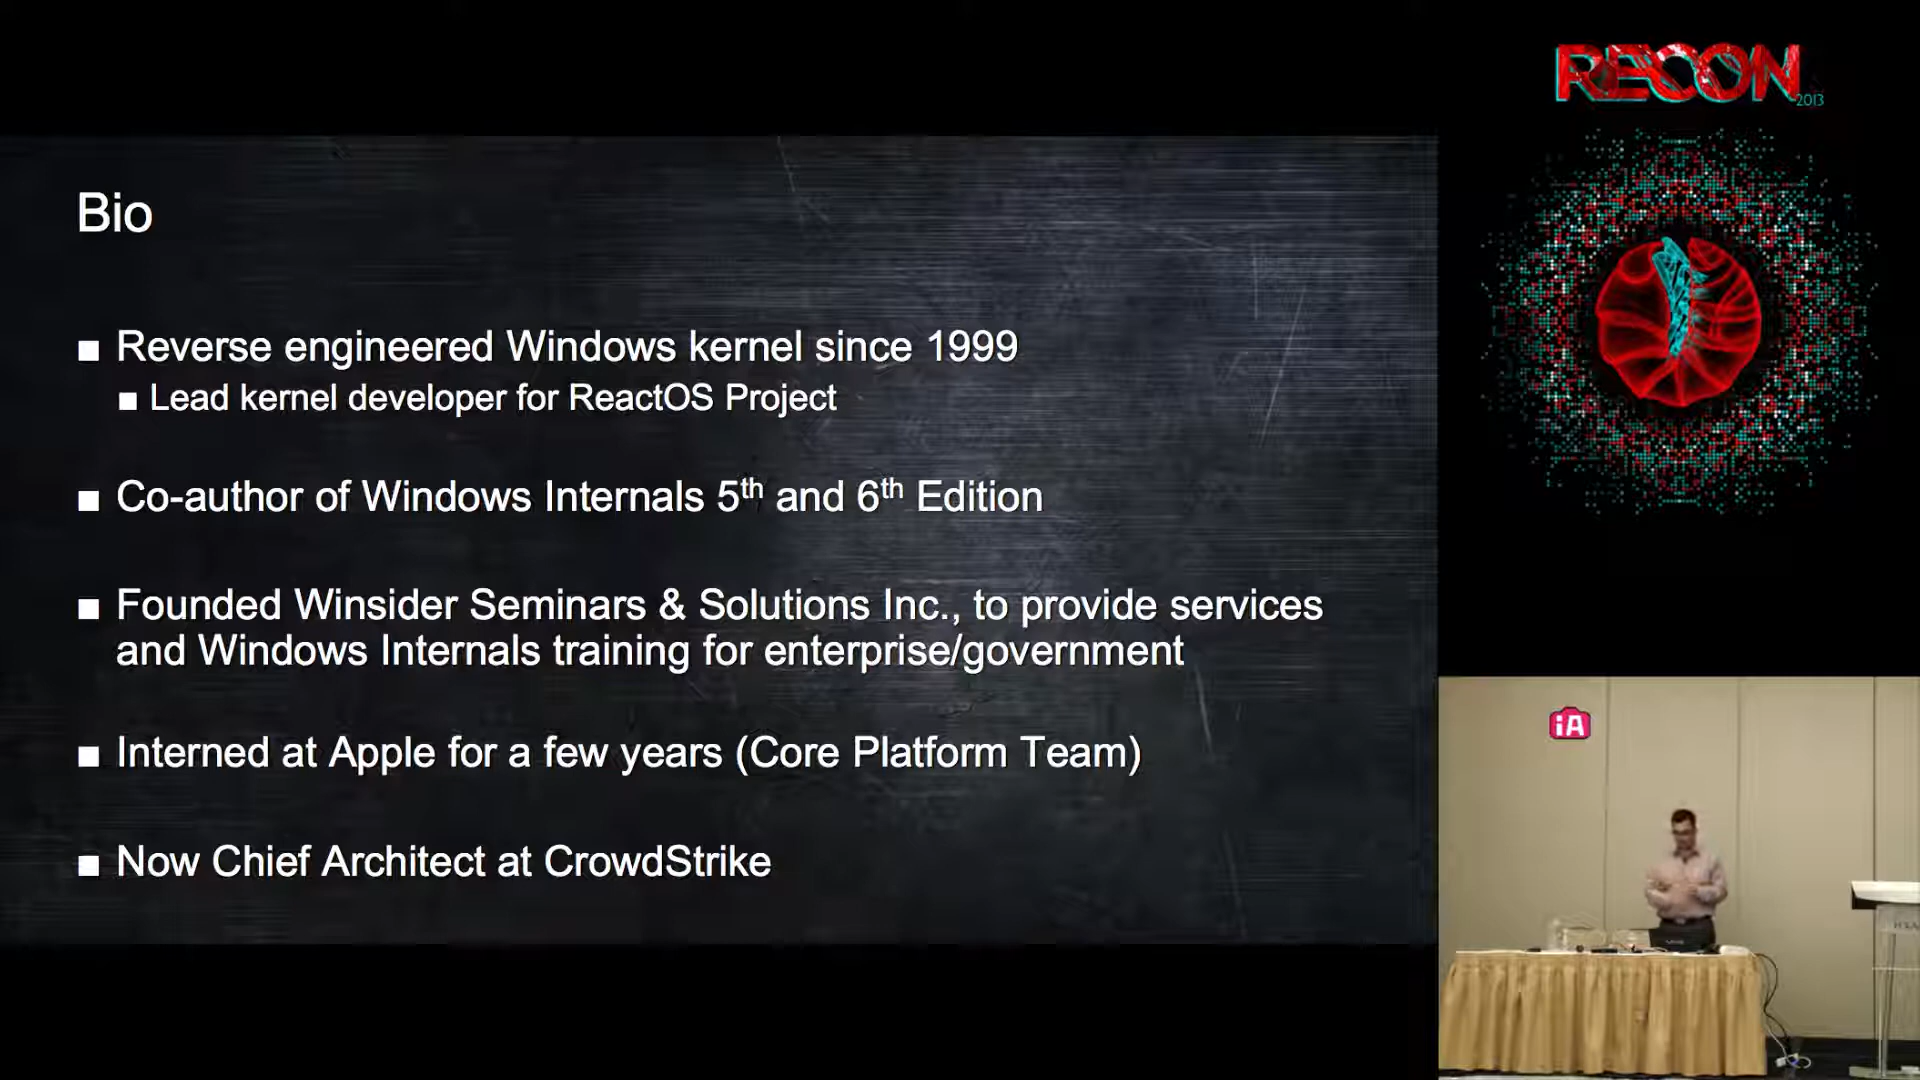 RECON
2013
Bio
Reverse engineered Windows kernel since 1999
Lead kernel developer for ReactOS Project
Co-author of Windows Internals 5th and 6th Edition
Founded Winsider Seminars & Solutions Inc., to provide services
and Windows Internals training for enterprise/government
Interned at Apple for a few years (Core Platform Team)
Now Chief Architect at CrowdStrike
iA